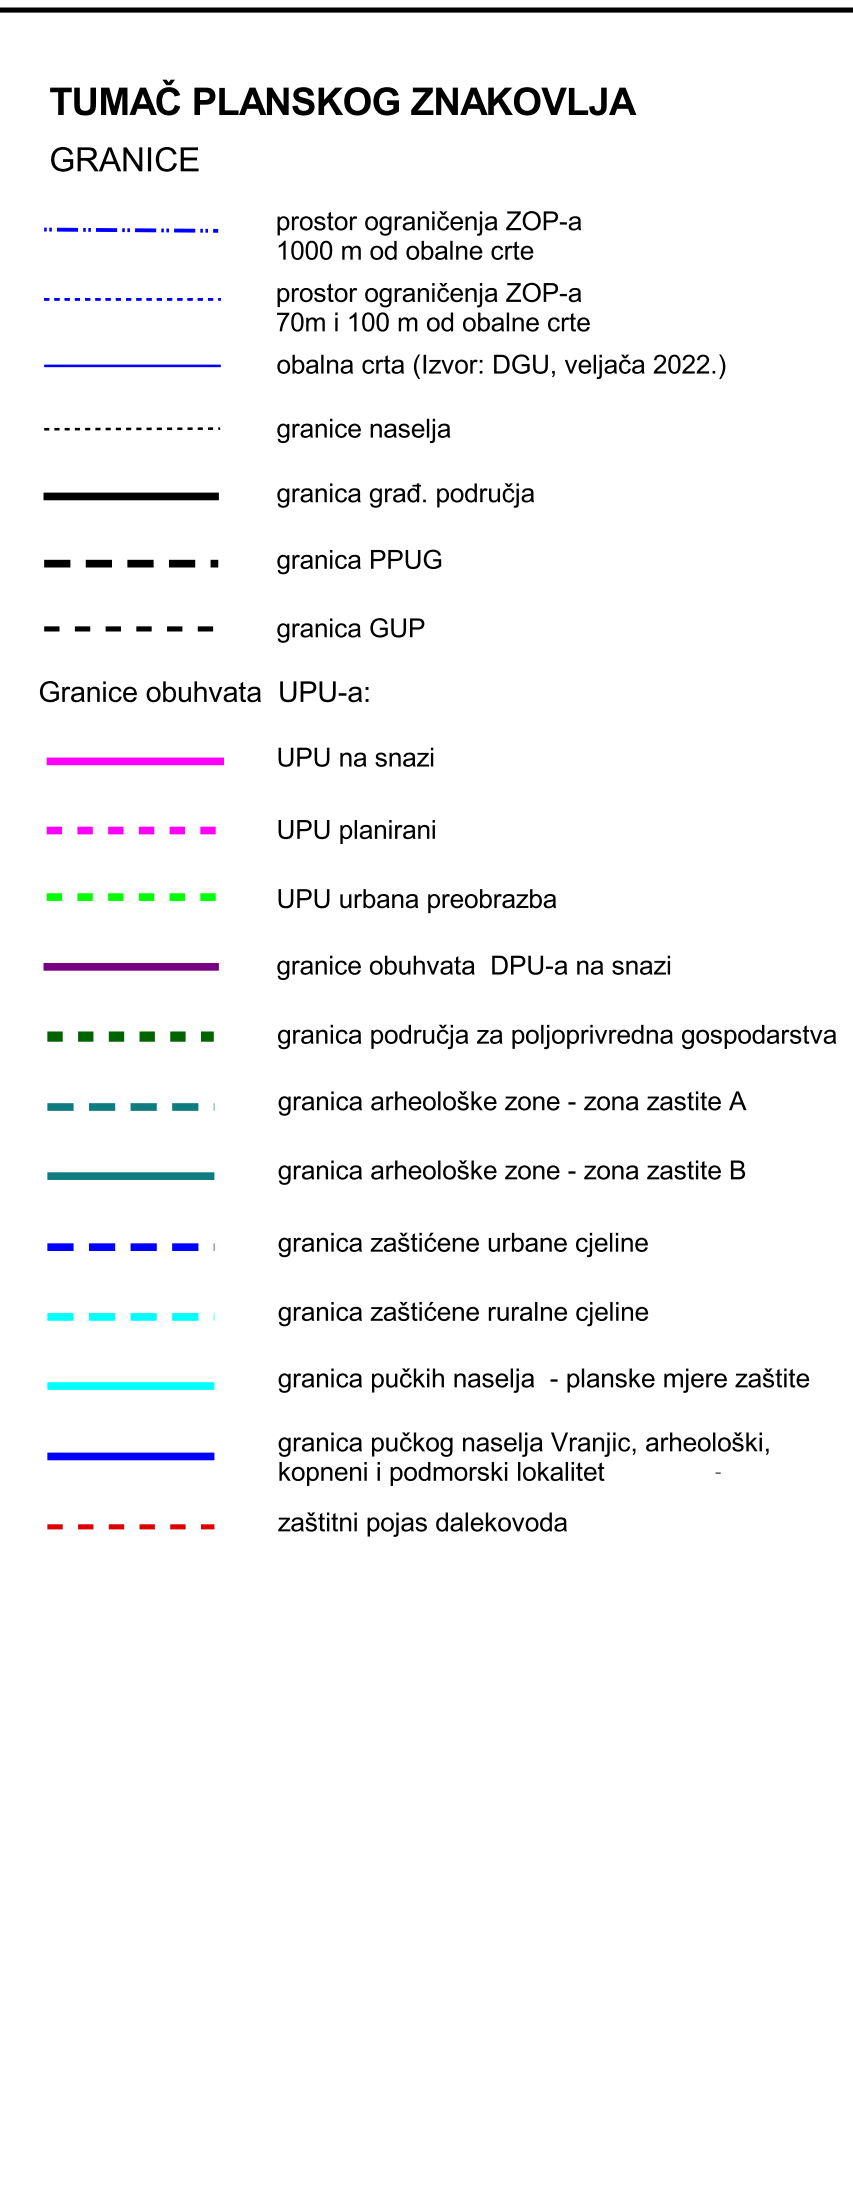 TUMAČ PLANSKOG ZNAKOVLJA
GRANICE
prostor ograničenja ZOP-a
1000 m od obalne crte
prostor ograničenja ZOP-a
70m i 100 m od obalne crte
obalna crta (Izvor: DGU, veljača 2022.)
granice naselja
granica građ. područja
granica PPUG
granica GUP
Granice obuhvata  UPU-a:
UPU na snazi
UPU planirani
UPU urbana preobrazba
granice obuhvata  DPU-a na snazi
granica područja za poljoprivredna gospodarstva
granica arheološke zone - zona zastite A
granica arheološke zone - zona zastite B
granica zaštićene urbane cjeline
granica zaštićene ruralne cjeline
granica pučkih naselja  - planske mjere zaštite
granica pučkog naselja Vranjic, arheološki,
kopneni i podmorski lokalitet -
zaštitni pojas dalekovoda